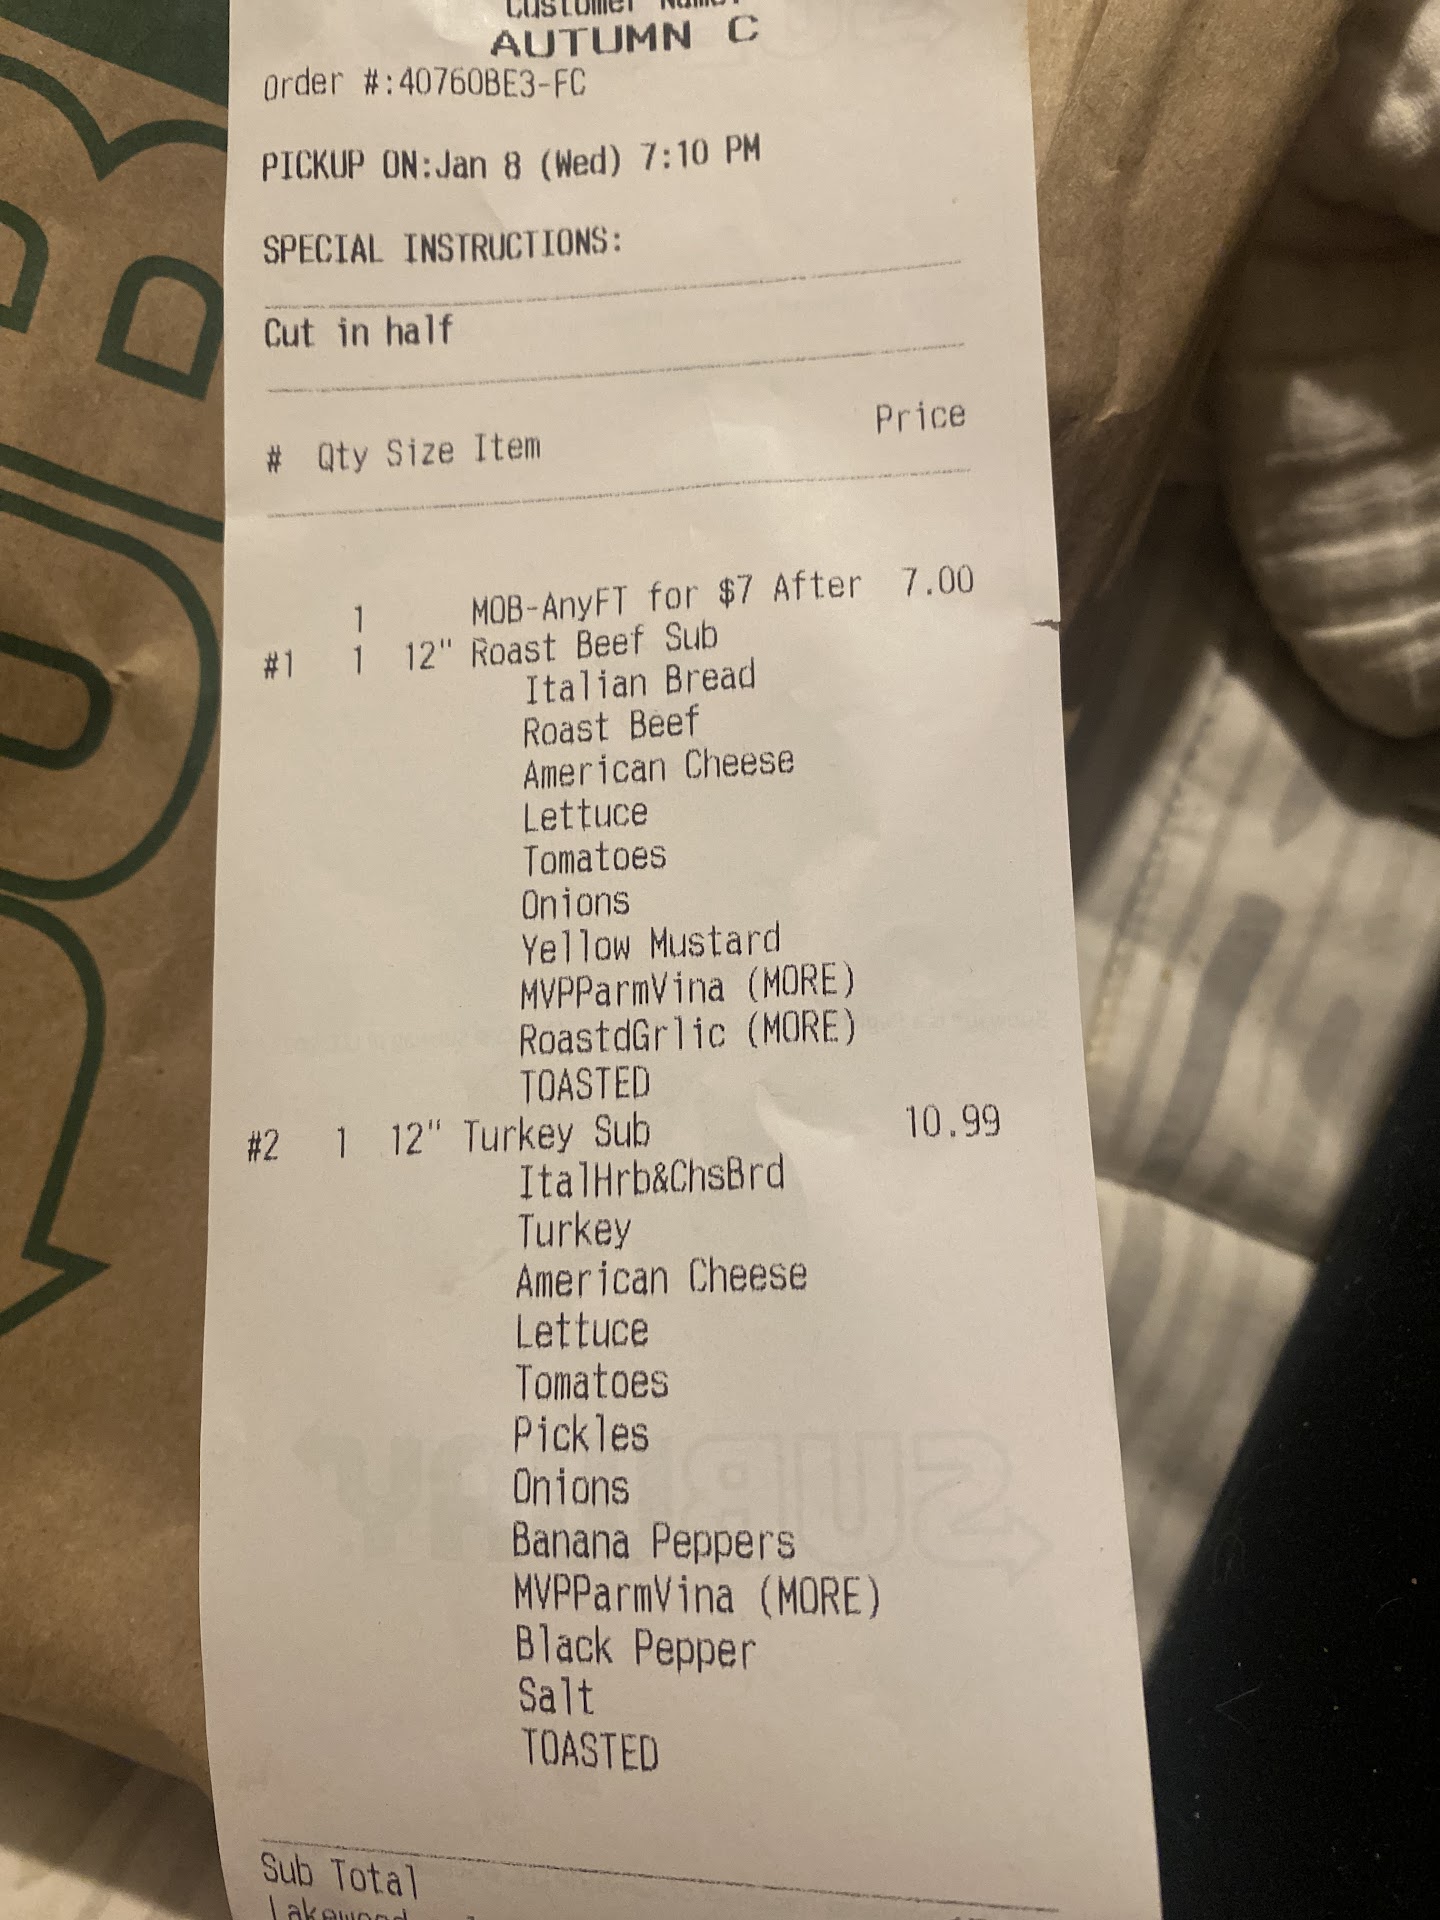 Customer Name:
AUTUMN C
Order #:40760BE3-FC
PICKUP ON:Jan 8 (Wed) 7:10 PM
SPECIAL INSTRUCTIONS:
Cut in half
# Qty Size Item Price
1 MOB-AnyFT for $7 After 7.00
#1 1 12" Roast Beef Sub
Italian Bread
Roast Beef
American Cheese
Lettuce
Tomatoes
Onions
Yellow Mustard
MVPParmVina (MORE)
RoastdGrlic (MORE)
TOASTED
#2 1 12" Turkey Sub 10.99
ItalHrb&ChsBrd
Turkey
American Cheese
Lettuce
Tomatoes
Pickles
Onions
Banana Peppers
MVPParmVina (MORE)
Black Pepper
Salt
TOASTED
Sub Total
Lakewood
SUBWAY